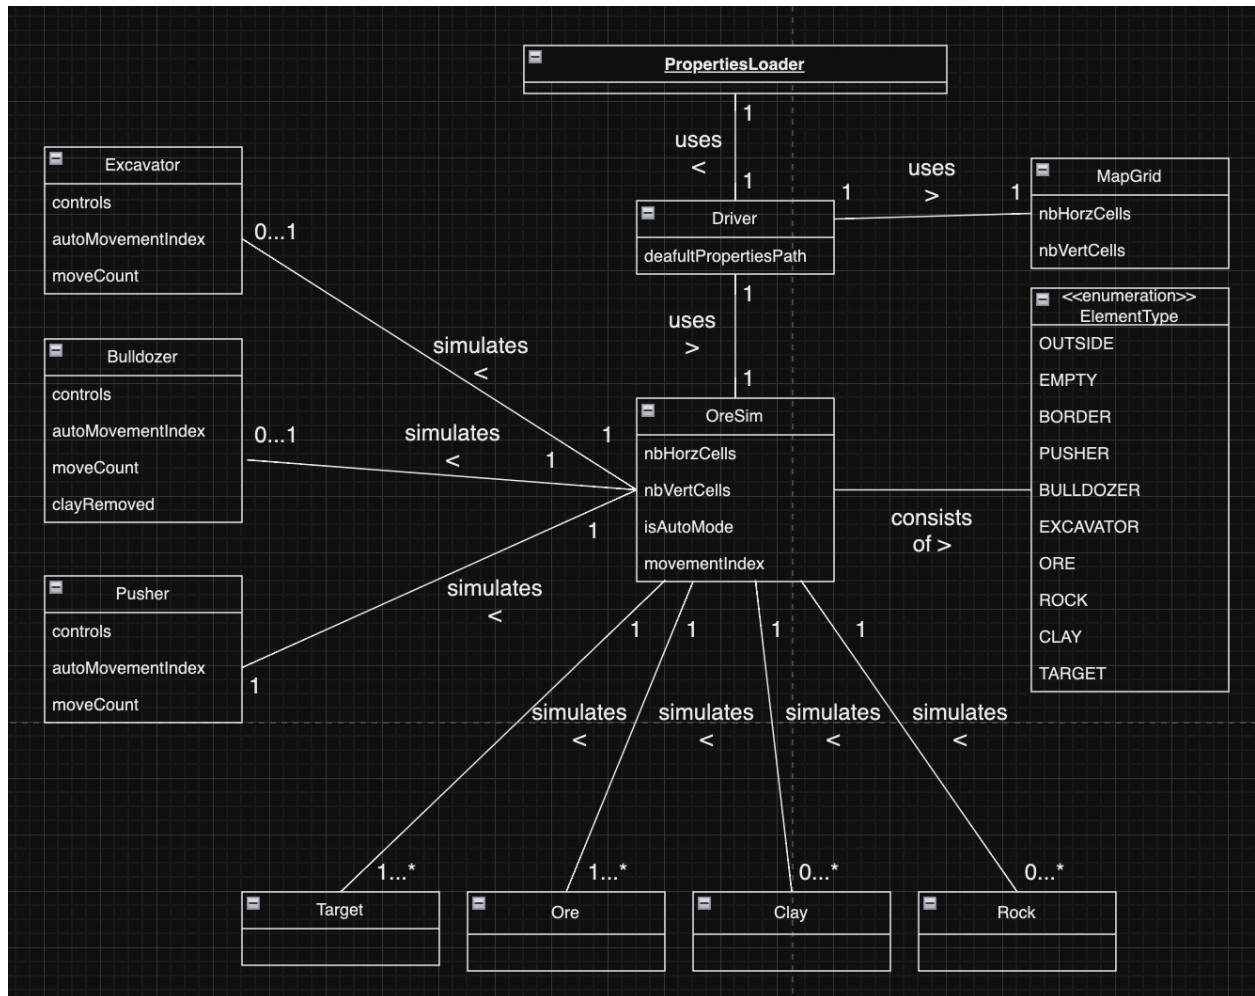 PropertiesLoader
1
uses
<
1
Excavator
controls
autoMovementIndex
moveCount
0...1
uses
>
1
1
MapGrid
nbHorzCells
nbVertCells
Driver
deafultPropertiesPath
1
uses
>
1
<<enumeration>>
ElementType
OUTSIDE
EMPTY
BORDER
PUSHER
BULLDOZER
EXCAVATOR
ORE
ROCK
CLAY
TARGET
simulates
<
1
Bulldozer
controls
autoMovementIndex
moveCount
clayRemoved
0...1
simulates
<
1
OreSim
nbHorzCells
nbVertCells
isAutoMode
movementIndex
consists
of >
1
simulates
<
1
Pusher
controls
autoMovementIndex
moveCount
1
1
1
1
simulates
<
simulates
<
simulates
<
simulates
<
1...*
1...*
0...*
0...*
Target
Ore
Clay
Rock